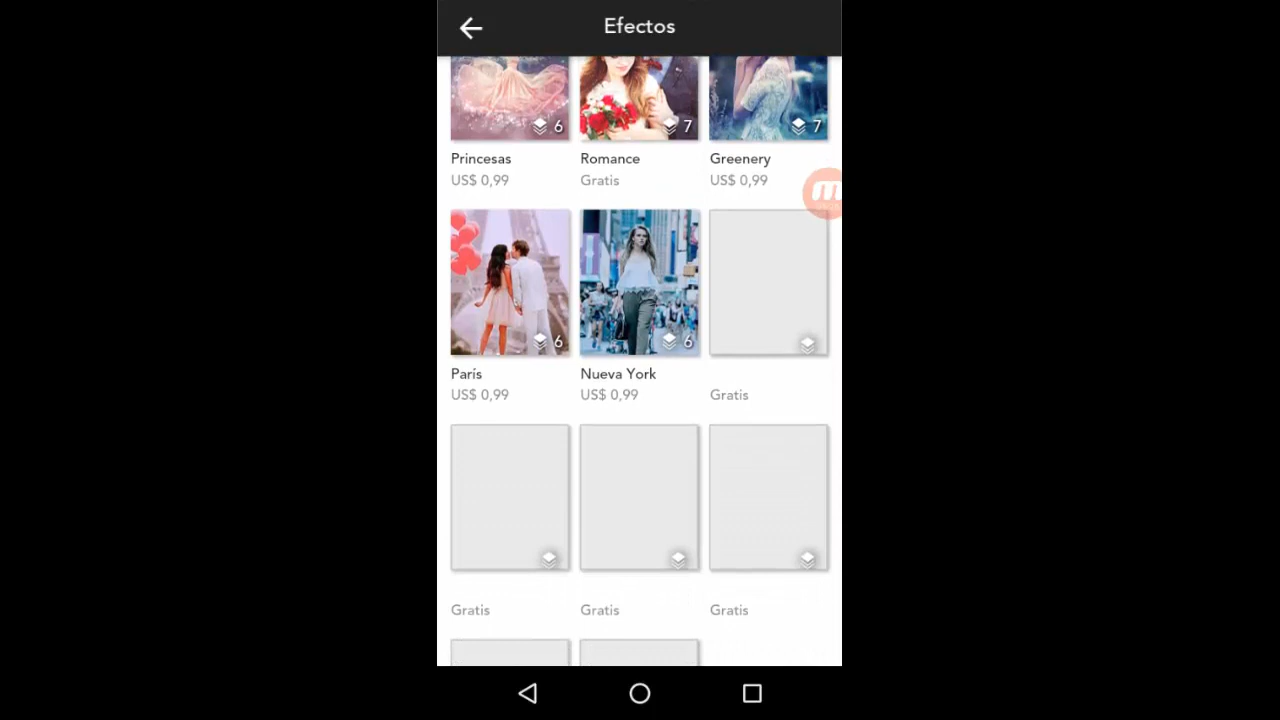 Efectos
6
7
7
Princesas
Romance
Greenery
US$ 0,99
Gratis
US$ 0,99
6
6
París
Nueva York
US$ 0,99
US$ 0,99
Gratis
Gratis
Gratis
Gratis